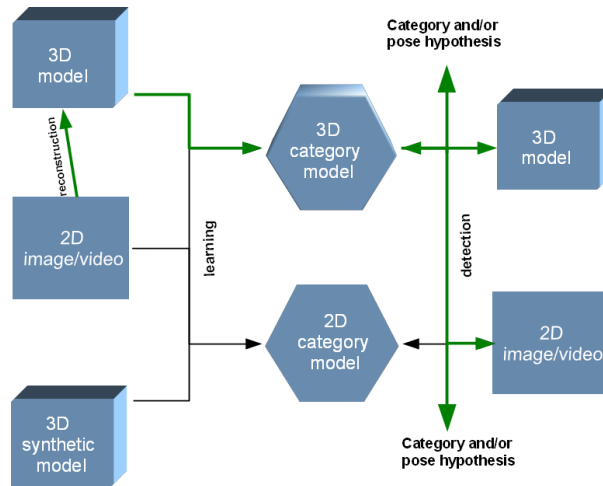 Category and/or
pose hypothesis
3D
model
3D
category
model
3D
model
reconstruction
2D
image/video
learning
detection
2D
category
model
2D
image/video
3D
synthetic
model
Category and/or
pose hypothesis